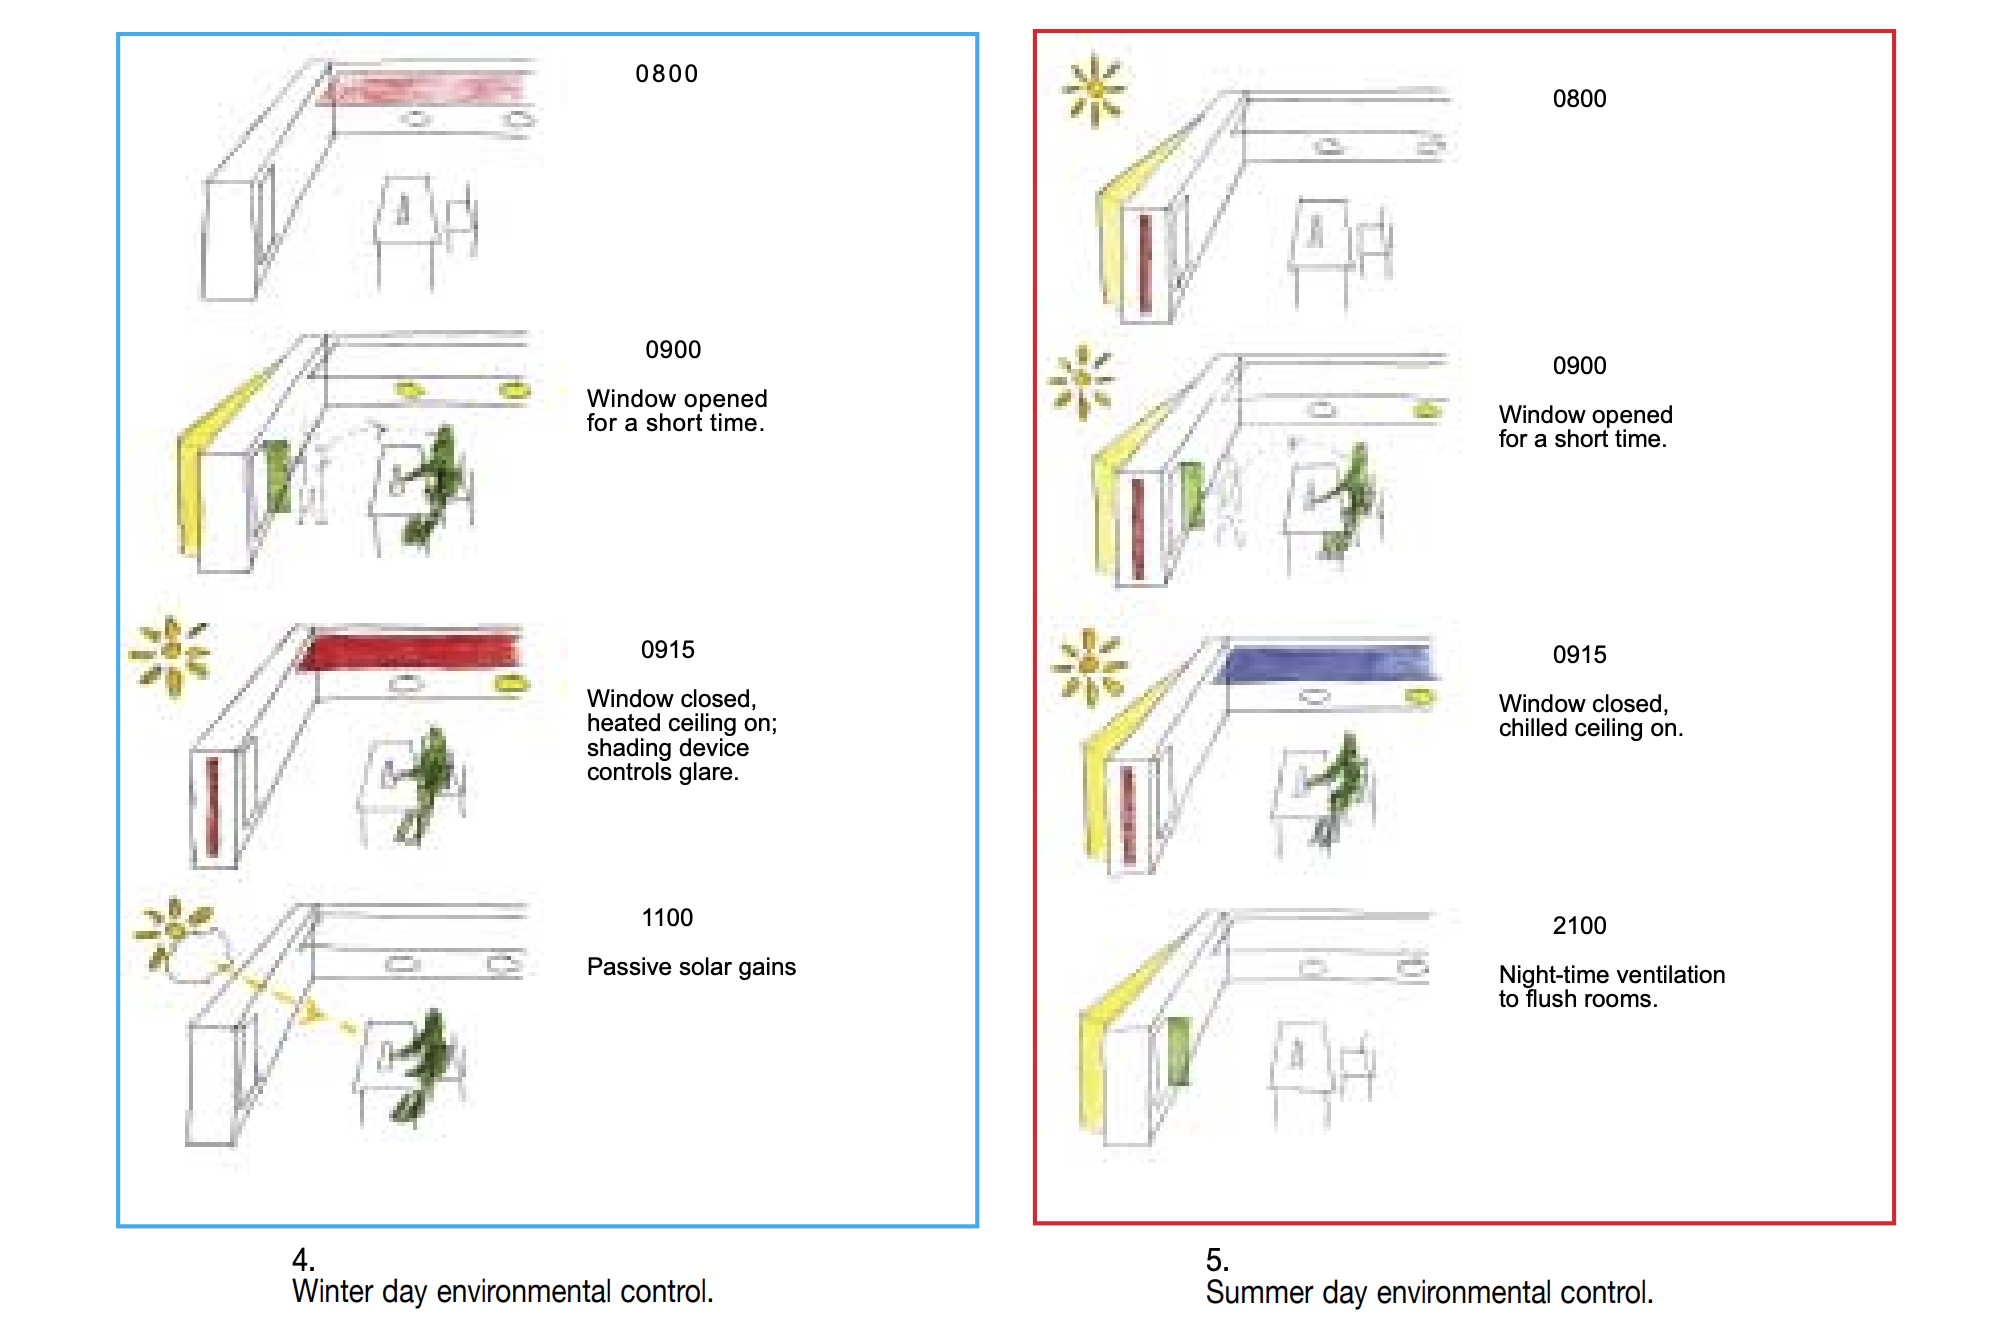 0800
0900
Window opened
for a short time.
0915
Window closed,
heated ceiling on;
shading device
controls glare.
1100
Passive solar gains
4.
Winter day environmental control.
0800
0900
Window opened
for a short time.
0915
Window closed,
chilled ceiling on.
2100
Night-time ventilation
to flush rooms.
5.
Summer day environmental control.